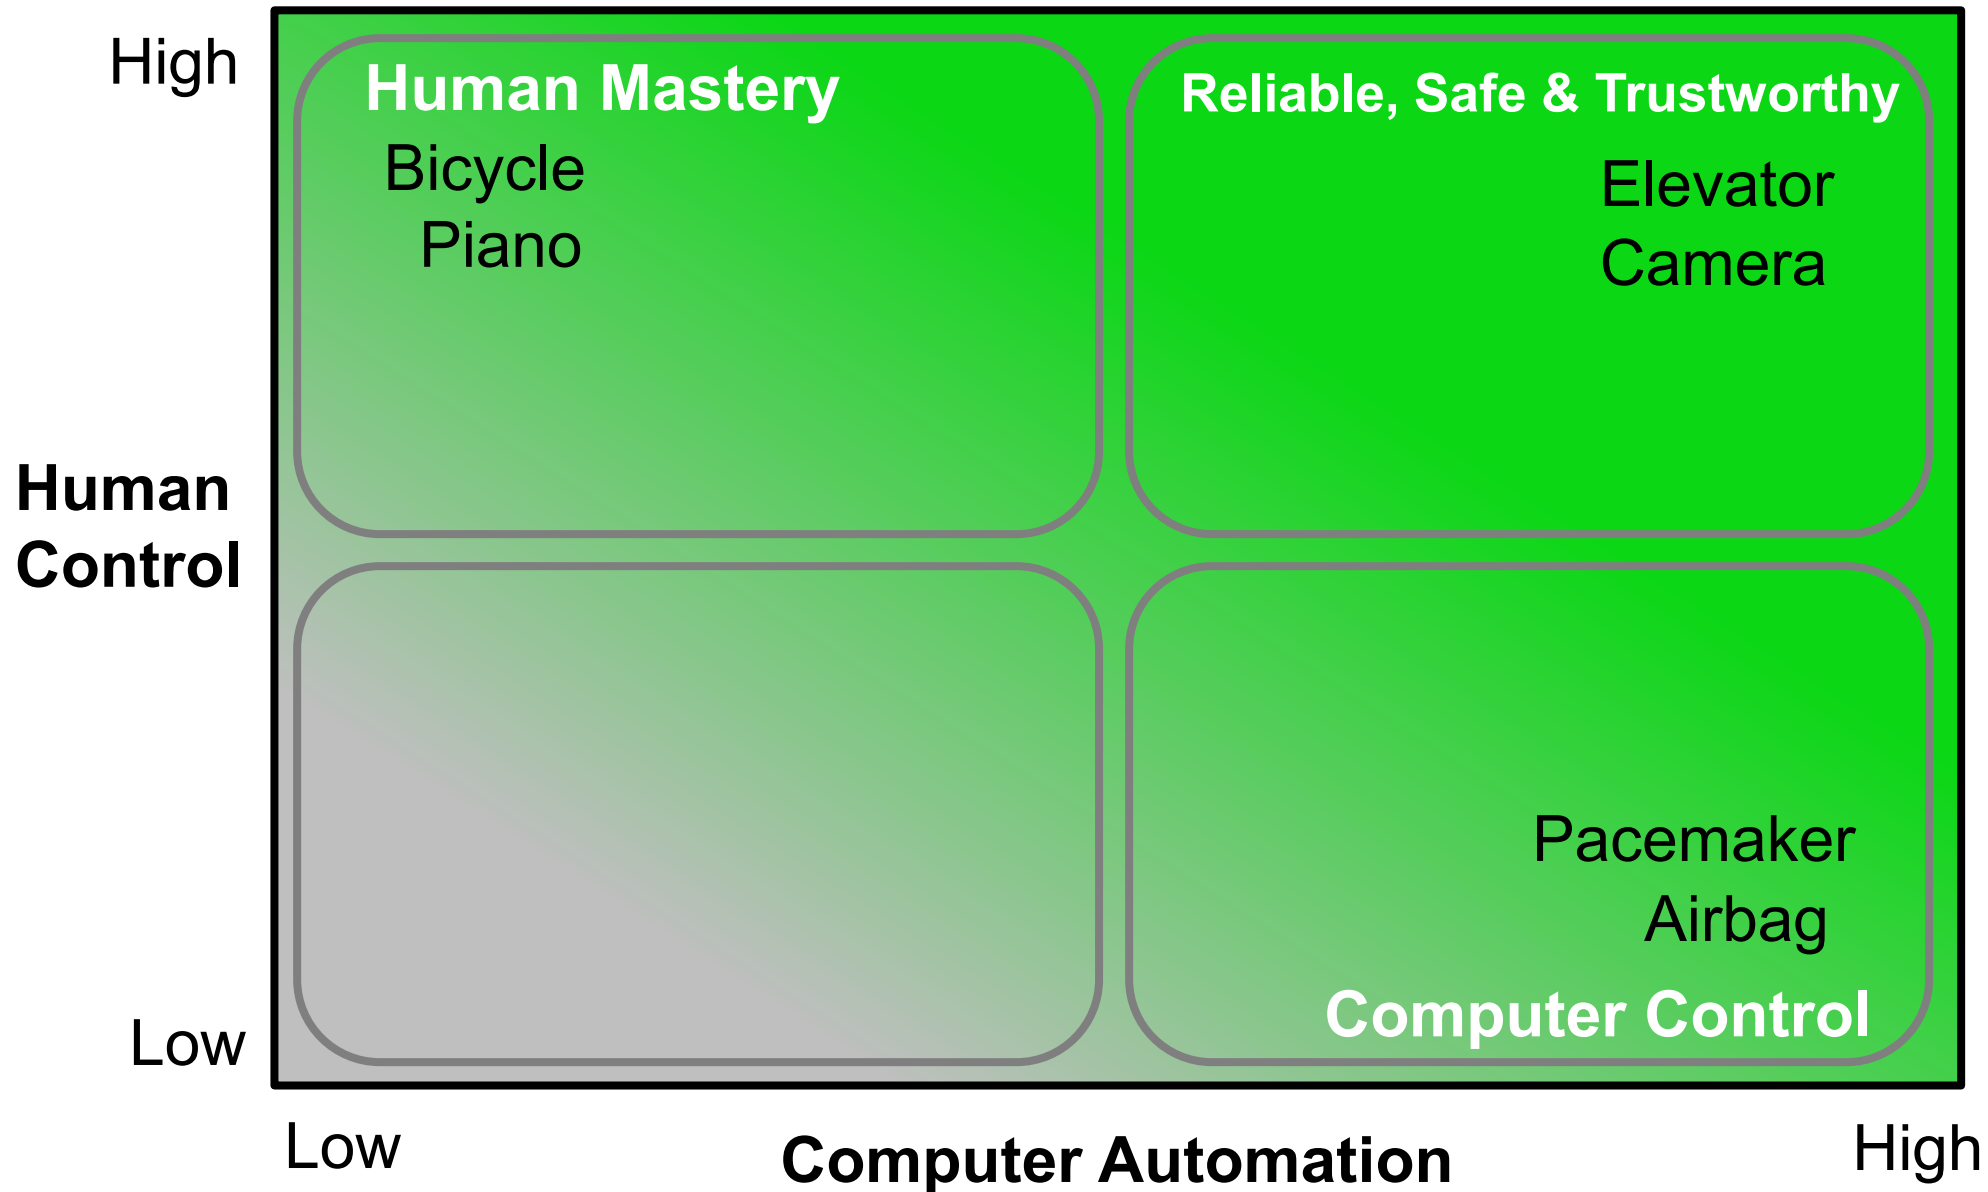 High
Human Mastery
Bicycle
Piano
Reliable, Safe & Trustworthy
Elevator
Camera
Human
Control
Pacemaker
Airbag
Computer Control
Low
Low
Computer Automation
High